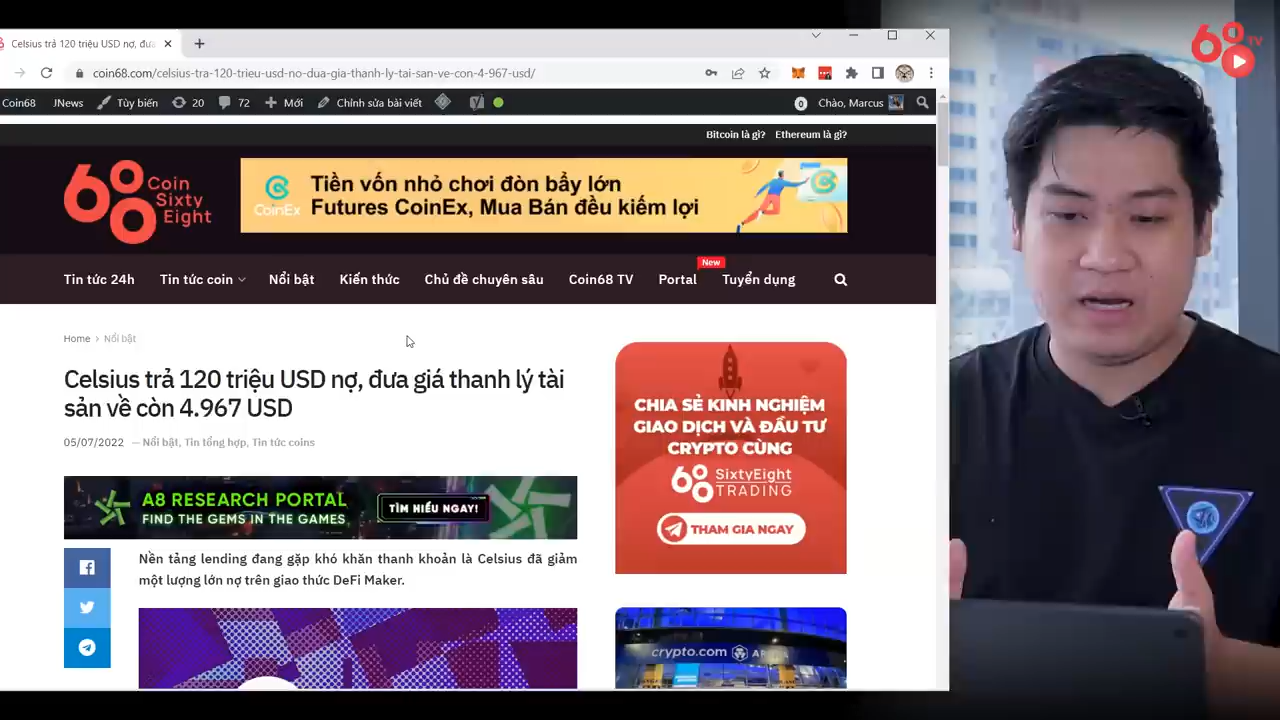 Celsius trả 120 triệu USD nợ, đưa
coin68.com/celsius-tra-120-trieu-usd-no-dua-gia-thanh-ly-tai-san-ve-con-4-967-usd/
Coin68 JNews Tùy biến 20 72 Mới Chỉnh sửa bài viết 0 Chào, Marcus
Bitcoin là gì? Ethereum là gì?
68 Coin
Sixty
Eight
CoinEx
Tiền vốn nhỏ chơi đòn bẩy lớn
Futures CoinEx, Mua Bán đều kiếm lợi
New
Tin tức 24h Tin tức coin Nổi bật Kiến thức Chủ đề chuyên sâu Coin68 TV Portal Tuyển dụng
Home > Nổi bật
Celsius trả 120 triệu USD nợ, đưa giá thanh lý tài
sản về còn 4.967 USD
05/07/2022 — Nổi bật, Tin tổng hợp, Tin tức coins
A8 RESEARCH PORTAL
FIND THE GEMS IN THE GAMES
TÌM HIỂU NGAY!
Nền tảng lending đang gặp khó khăn thanh khoản là Celsius đã giảm
một lượng lớn nợ trên giao thức DeFi Maker.
CHIA SẺ KINH NGHIỆM
GIAO DỊCH VÀ ĐẦU TƯ
CRYPTO CÙNG
68 SixtyEight
TRADING
THAM GIA NGAY
crypto.com
68 TV